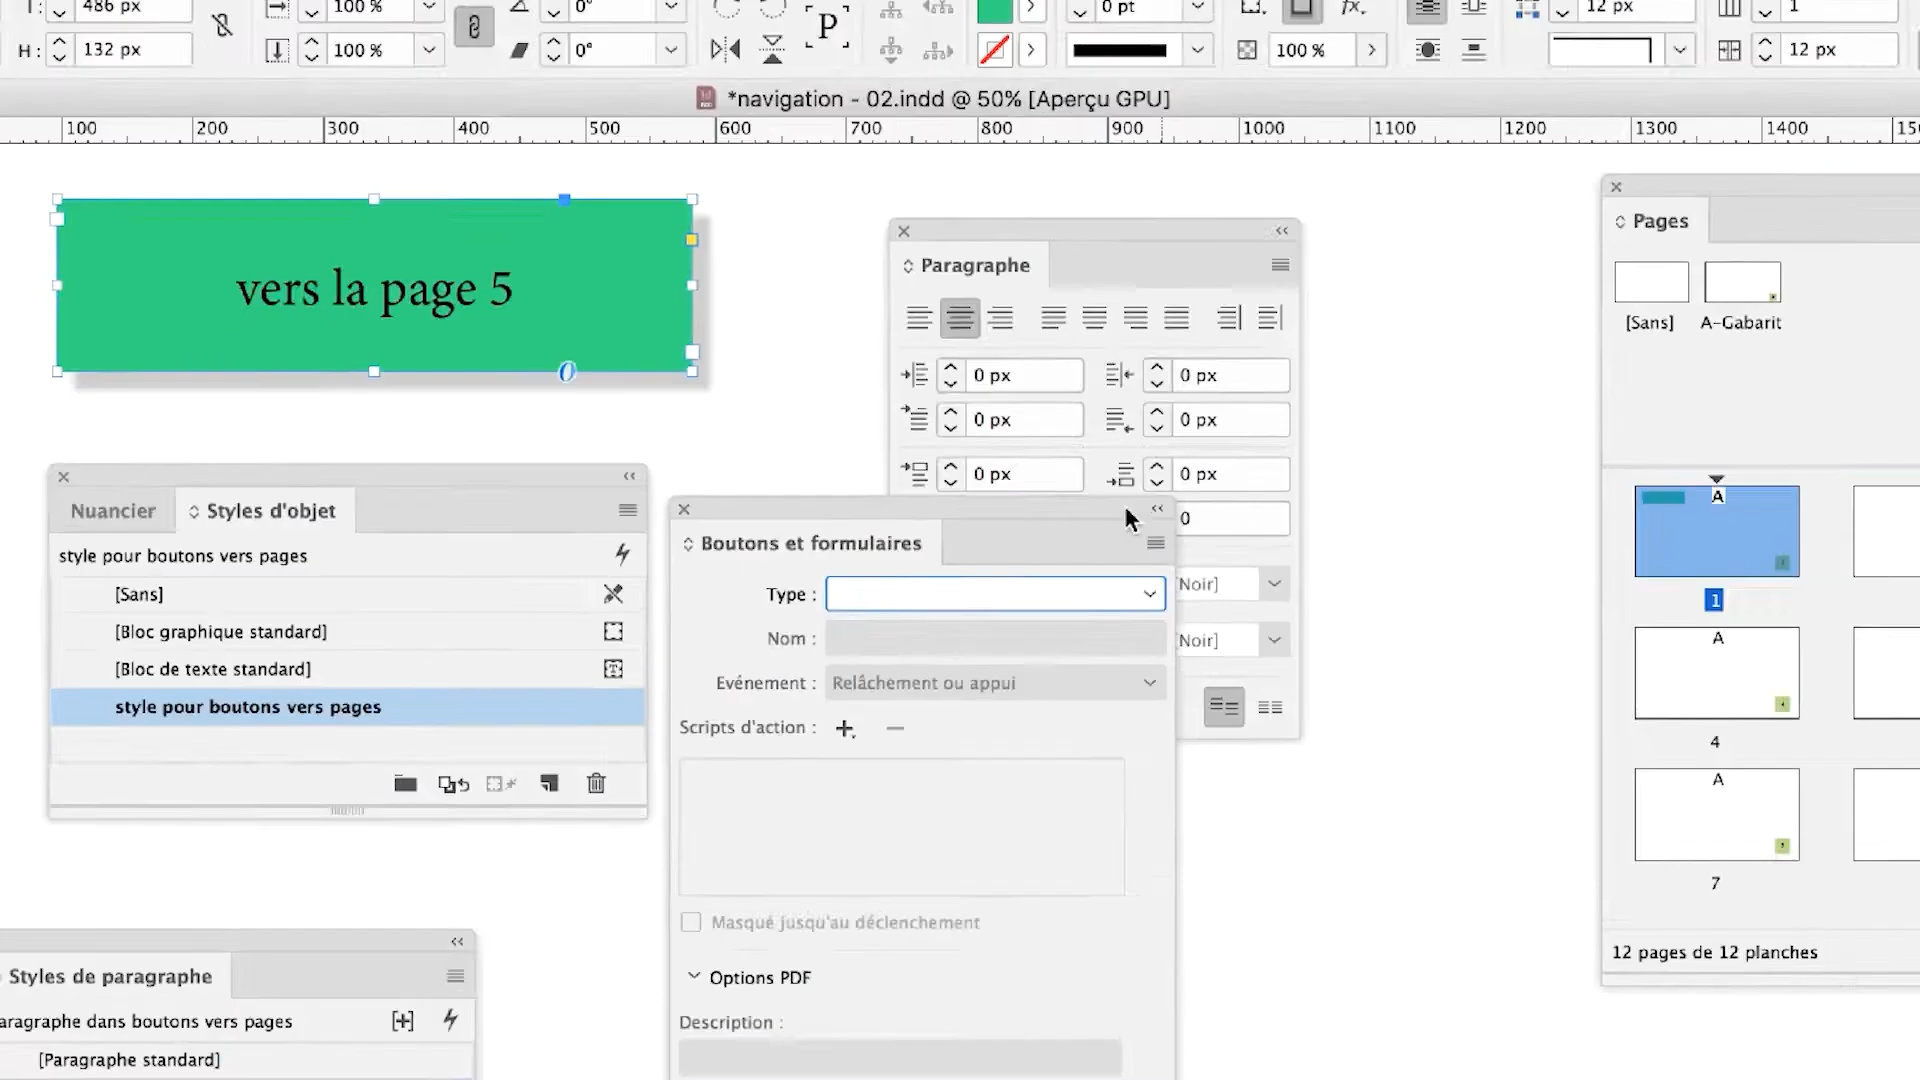 486 px
100 %
0°
0 pt
fx.
12 px
1
H :
132 px
100 %
0°
P
100 %
12 px
*navigation - 02.indd @ 50% [Aperçu GPU]
100 200 300 400 500 600 700 800 900 1000 1100 1200 1300 1400
vers la page 5
Paragraphe
0 px
0 px
0 px
0 px
0 px
0 px
0
[Noir]
[Noir]
Pages
[Sans]
A-Gabarit
A
1
A
4
A
7
12 pages de 12 planches
Nuancier
Styles d'objet
style pour boutons vers pages
[Sans]
[Bloc graphique standard]
[Bloc de texte standard]
style pour boutons vers pages
Boutons et formulaires
Type :
Nom :
Evénement :
Relâchement ou appui
Scripts d'action :
Masqué jusqu'au déclenchement
Options PDF
Description :
Styles de paragraphe
aragraphe dans boutons vers pages
[Paragraphe standard]